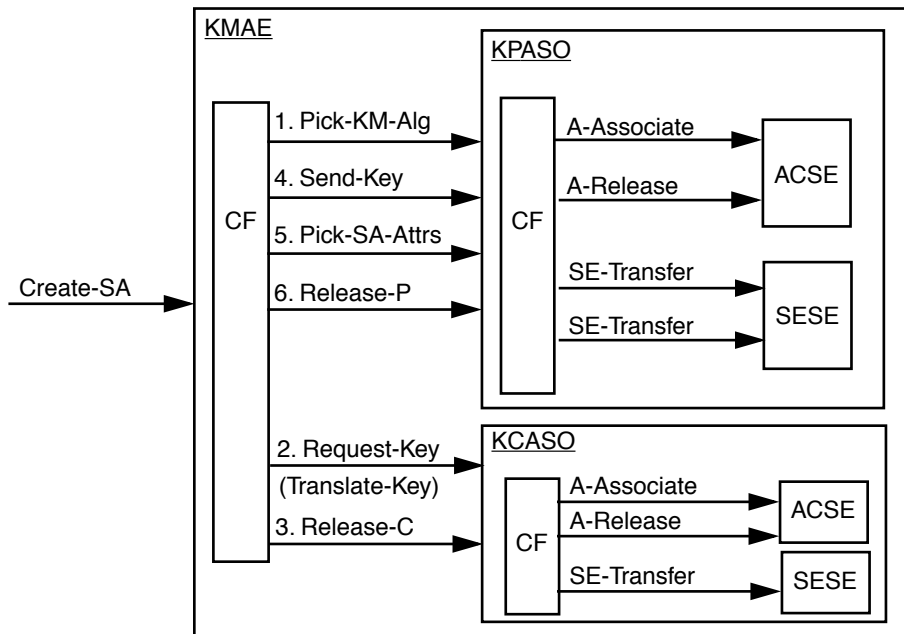 KMAE
KPASO
1. Pick-KM-Alg
4. Send-Key
CF
5. Pick-SA-Attrs
6. Release-P
Create-SA
A-Associate
A-Release
ACSE
CF
SE-Transfer
SE-Transfer
SESE
2. Request-Key
(Translate-Key)
3. Release-C
KCASO
A-Associate
A-Release
ACSE
CF
SE-Transfer
SESE